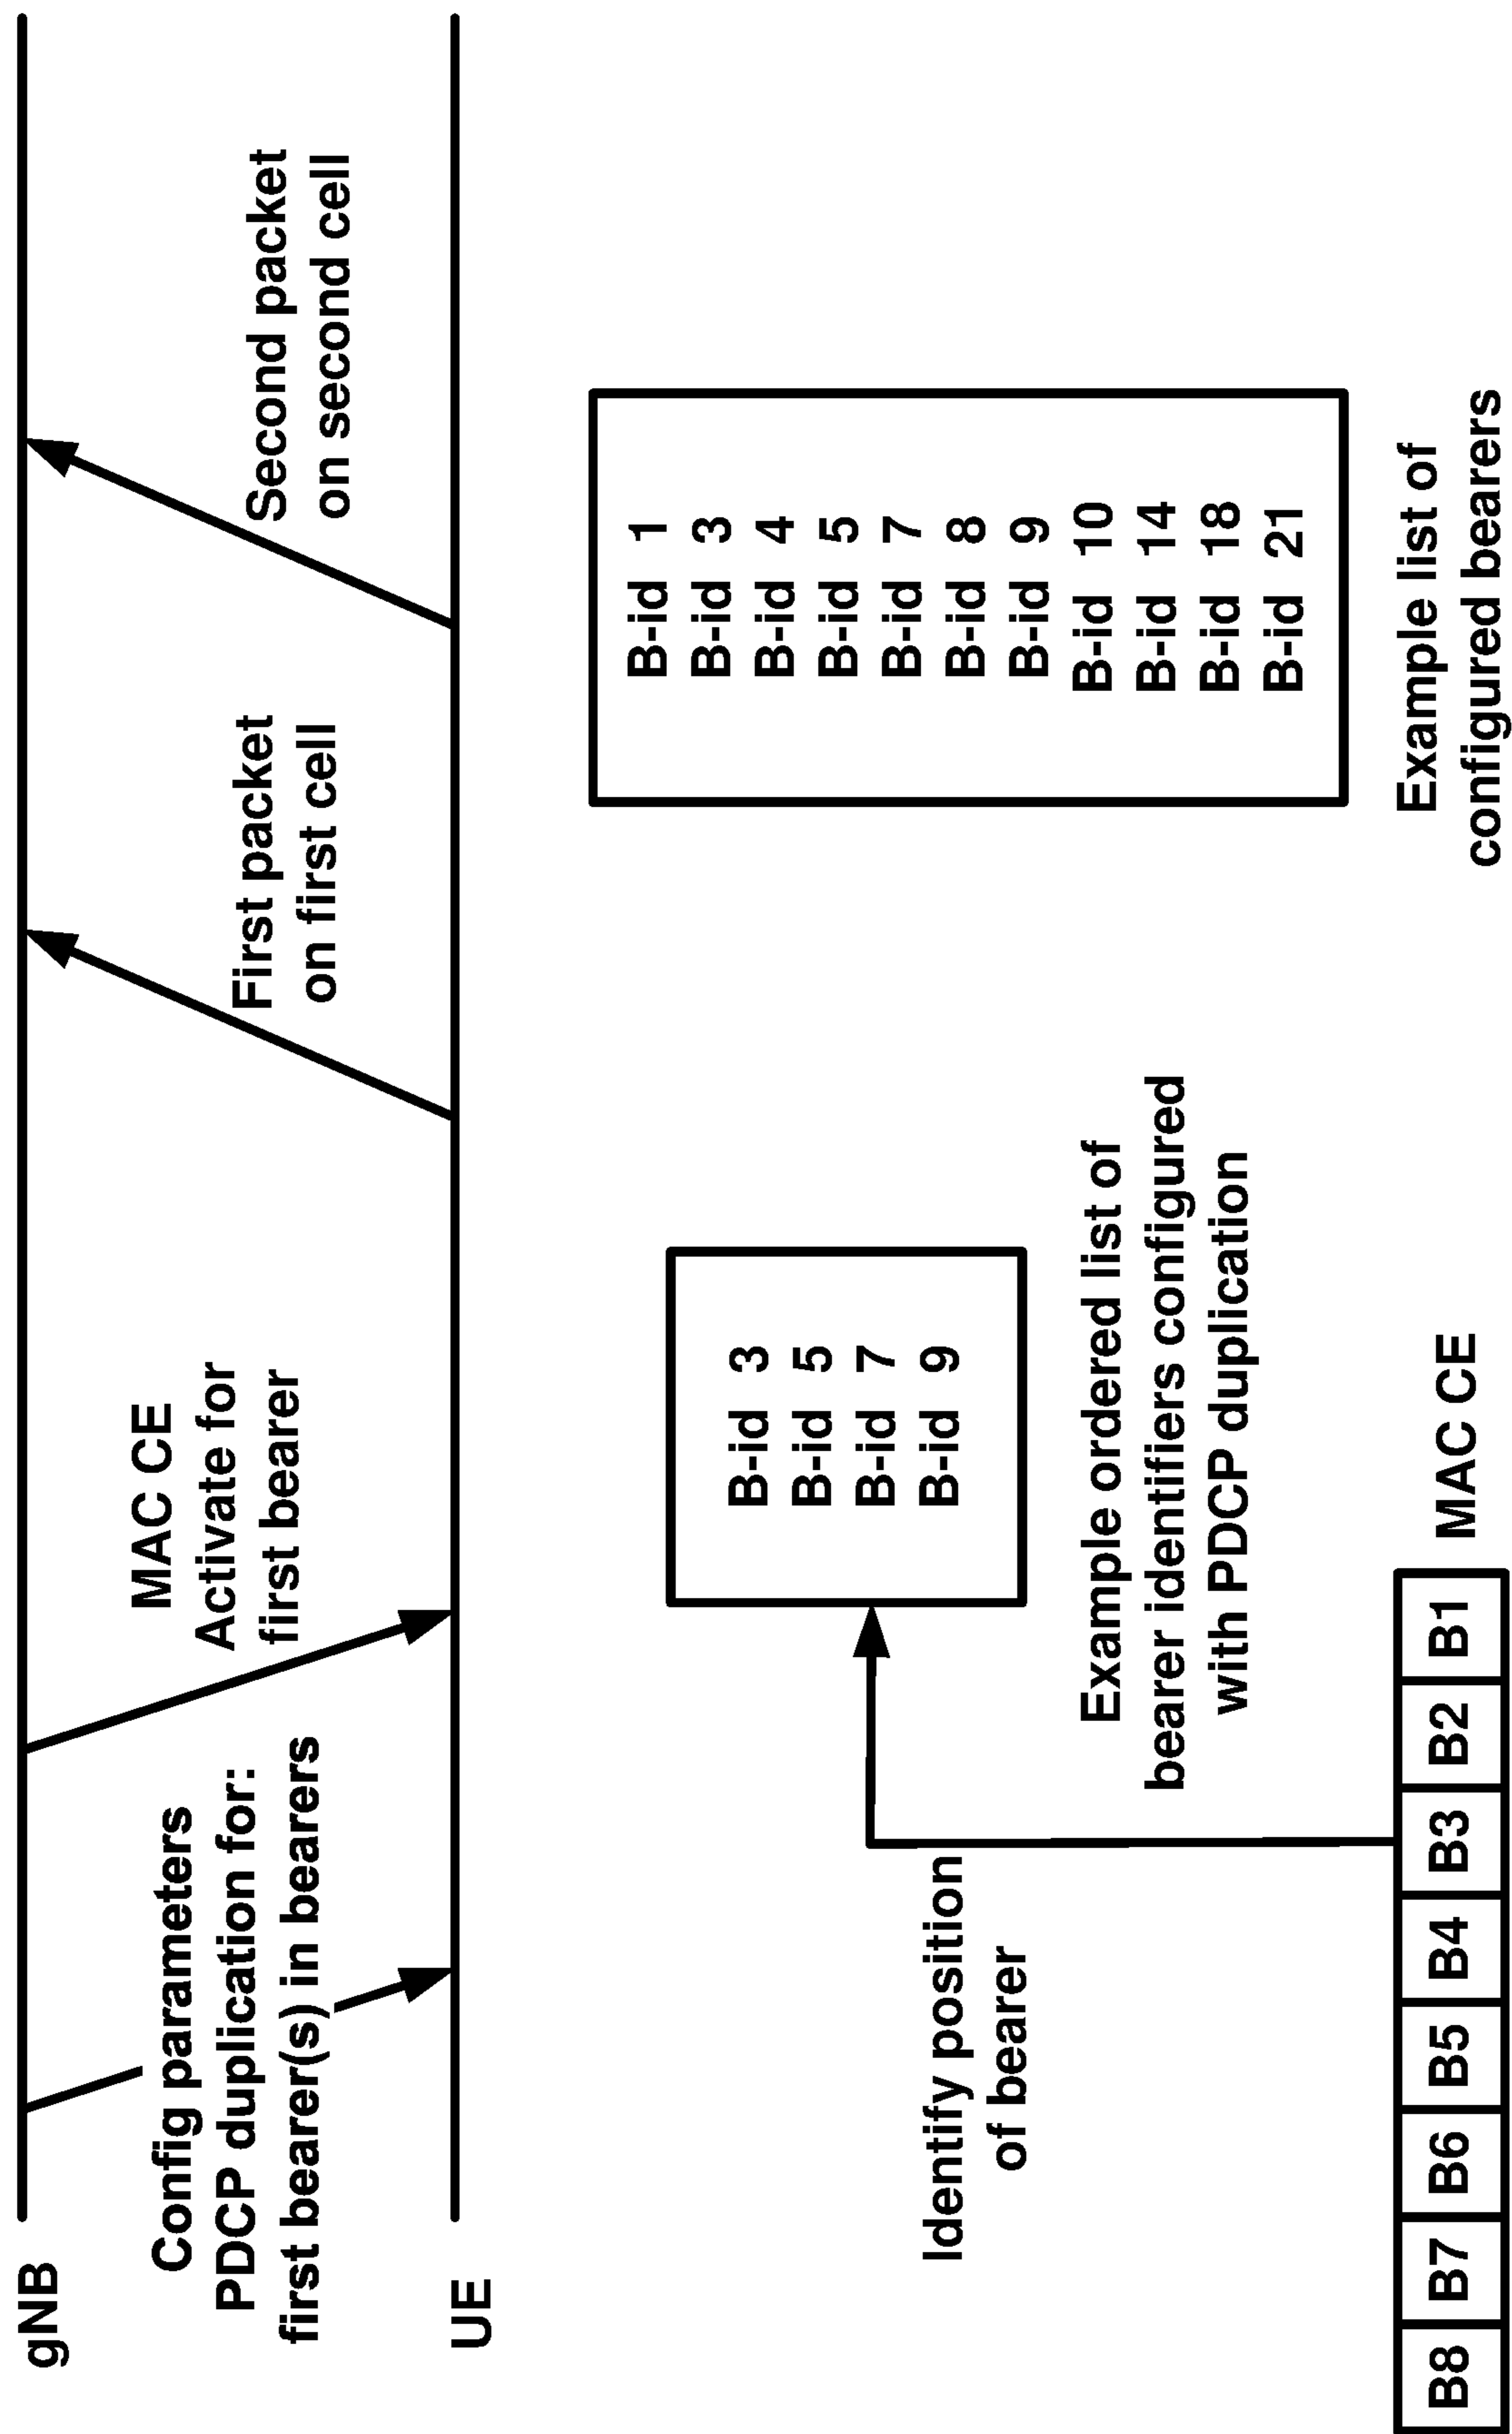 gNB
Config parameters
PDCP duplication for:
first bearer(s) in bearers
MAC CE
Activate for
first bearer
First packet
on first cell
Second packet
on second cell
UE
Identify position
of bearer
B-id 3
B-id 5
B-id 7
B-id 9
Example ordered list of
bearer identifiers configured
with PDCP duplication
B-id 1
B-id 3
B-id 4
B-id 5
B-id 7
B-id 8
B-id 9
B-id 10
B-id 14
B-id 18
B-id 21
Example list of
configured bearers
B8 B7 B6 B5 B4 B3 B2 B1 MAC CE